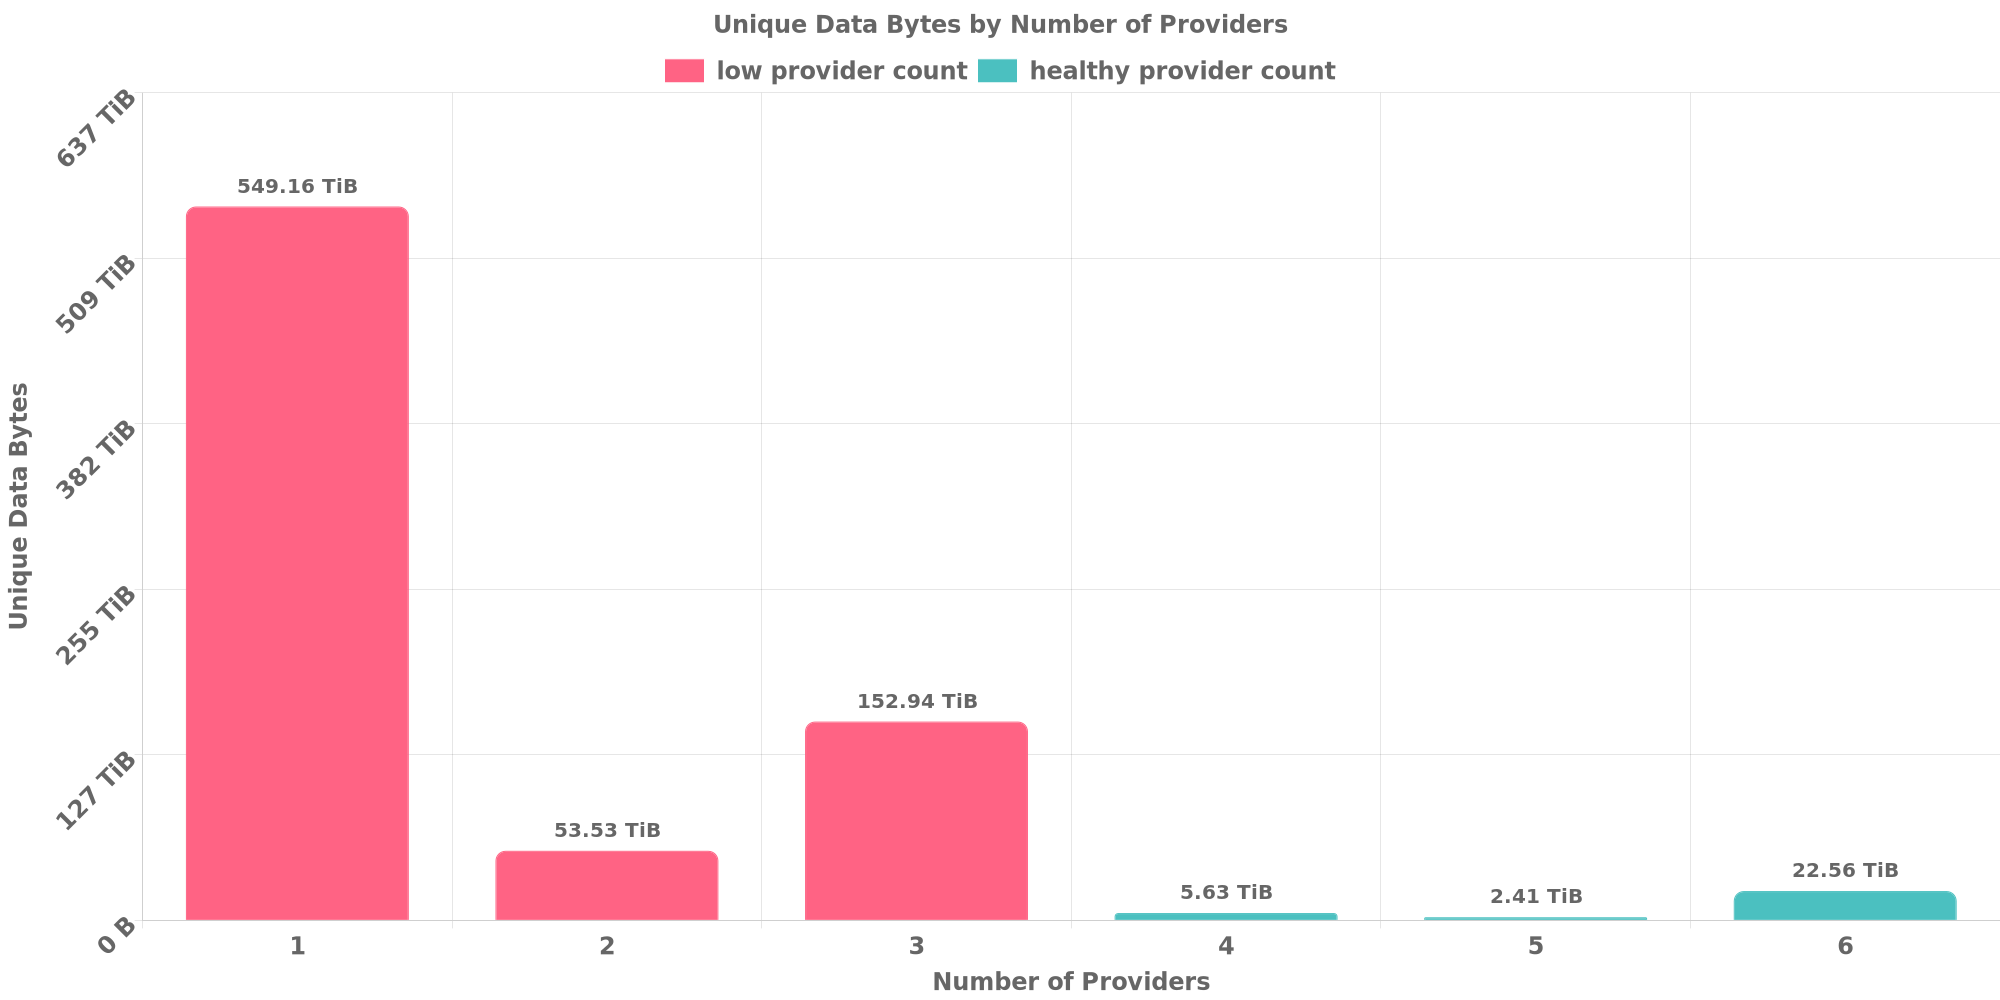 Unique Data Bytes by Number of Providers
low provider count healthy provider count
637 TiB
509 TiB
382 TiB
255 TiB
127 TiB
0 B
Unique Data Bytes
549.16 TiB
53.53 TiB
152.94 TiB
5.63 TiB
2.41 TiB
22.56 TiB
1 2 3 4 5 6
Number of Providers